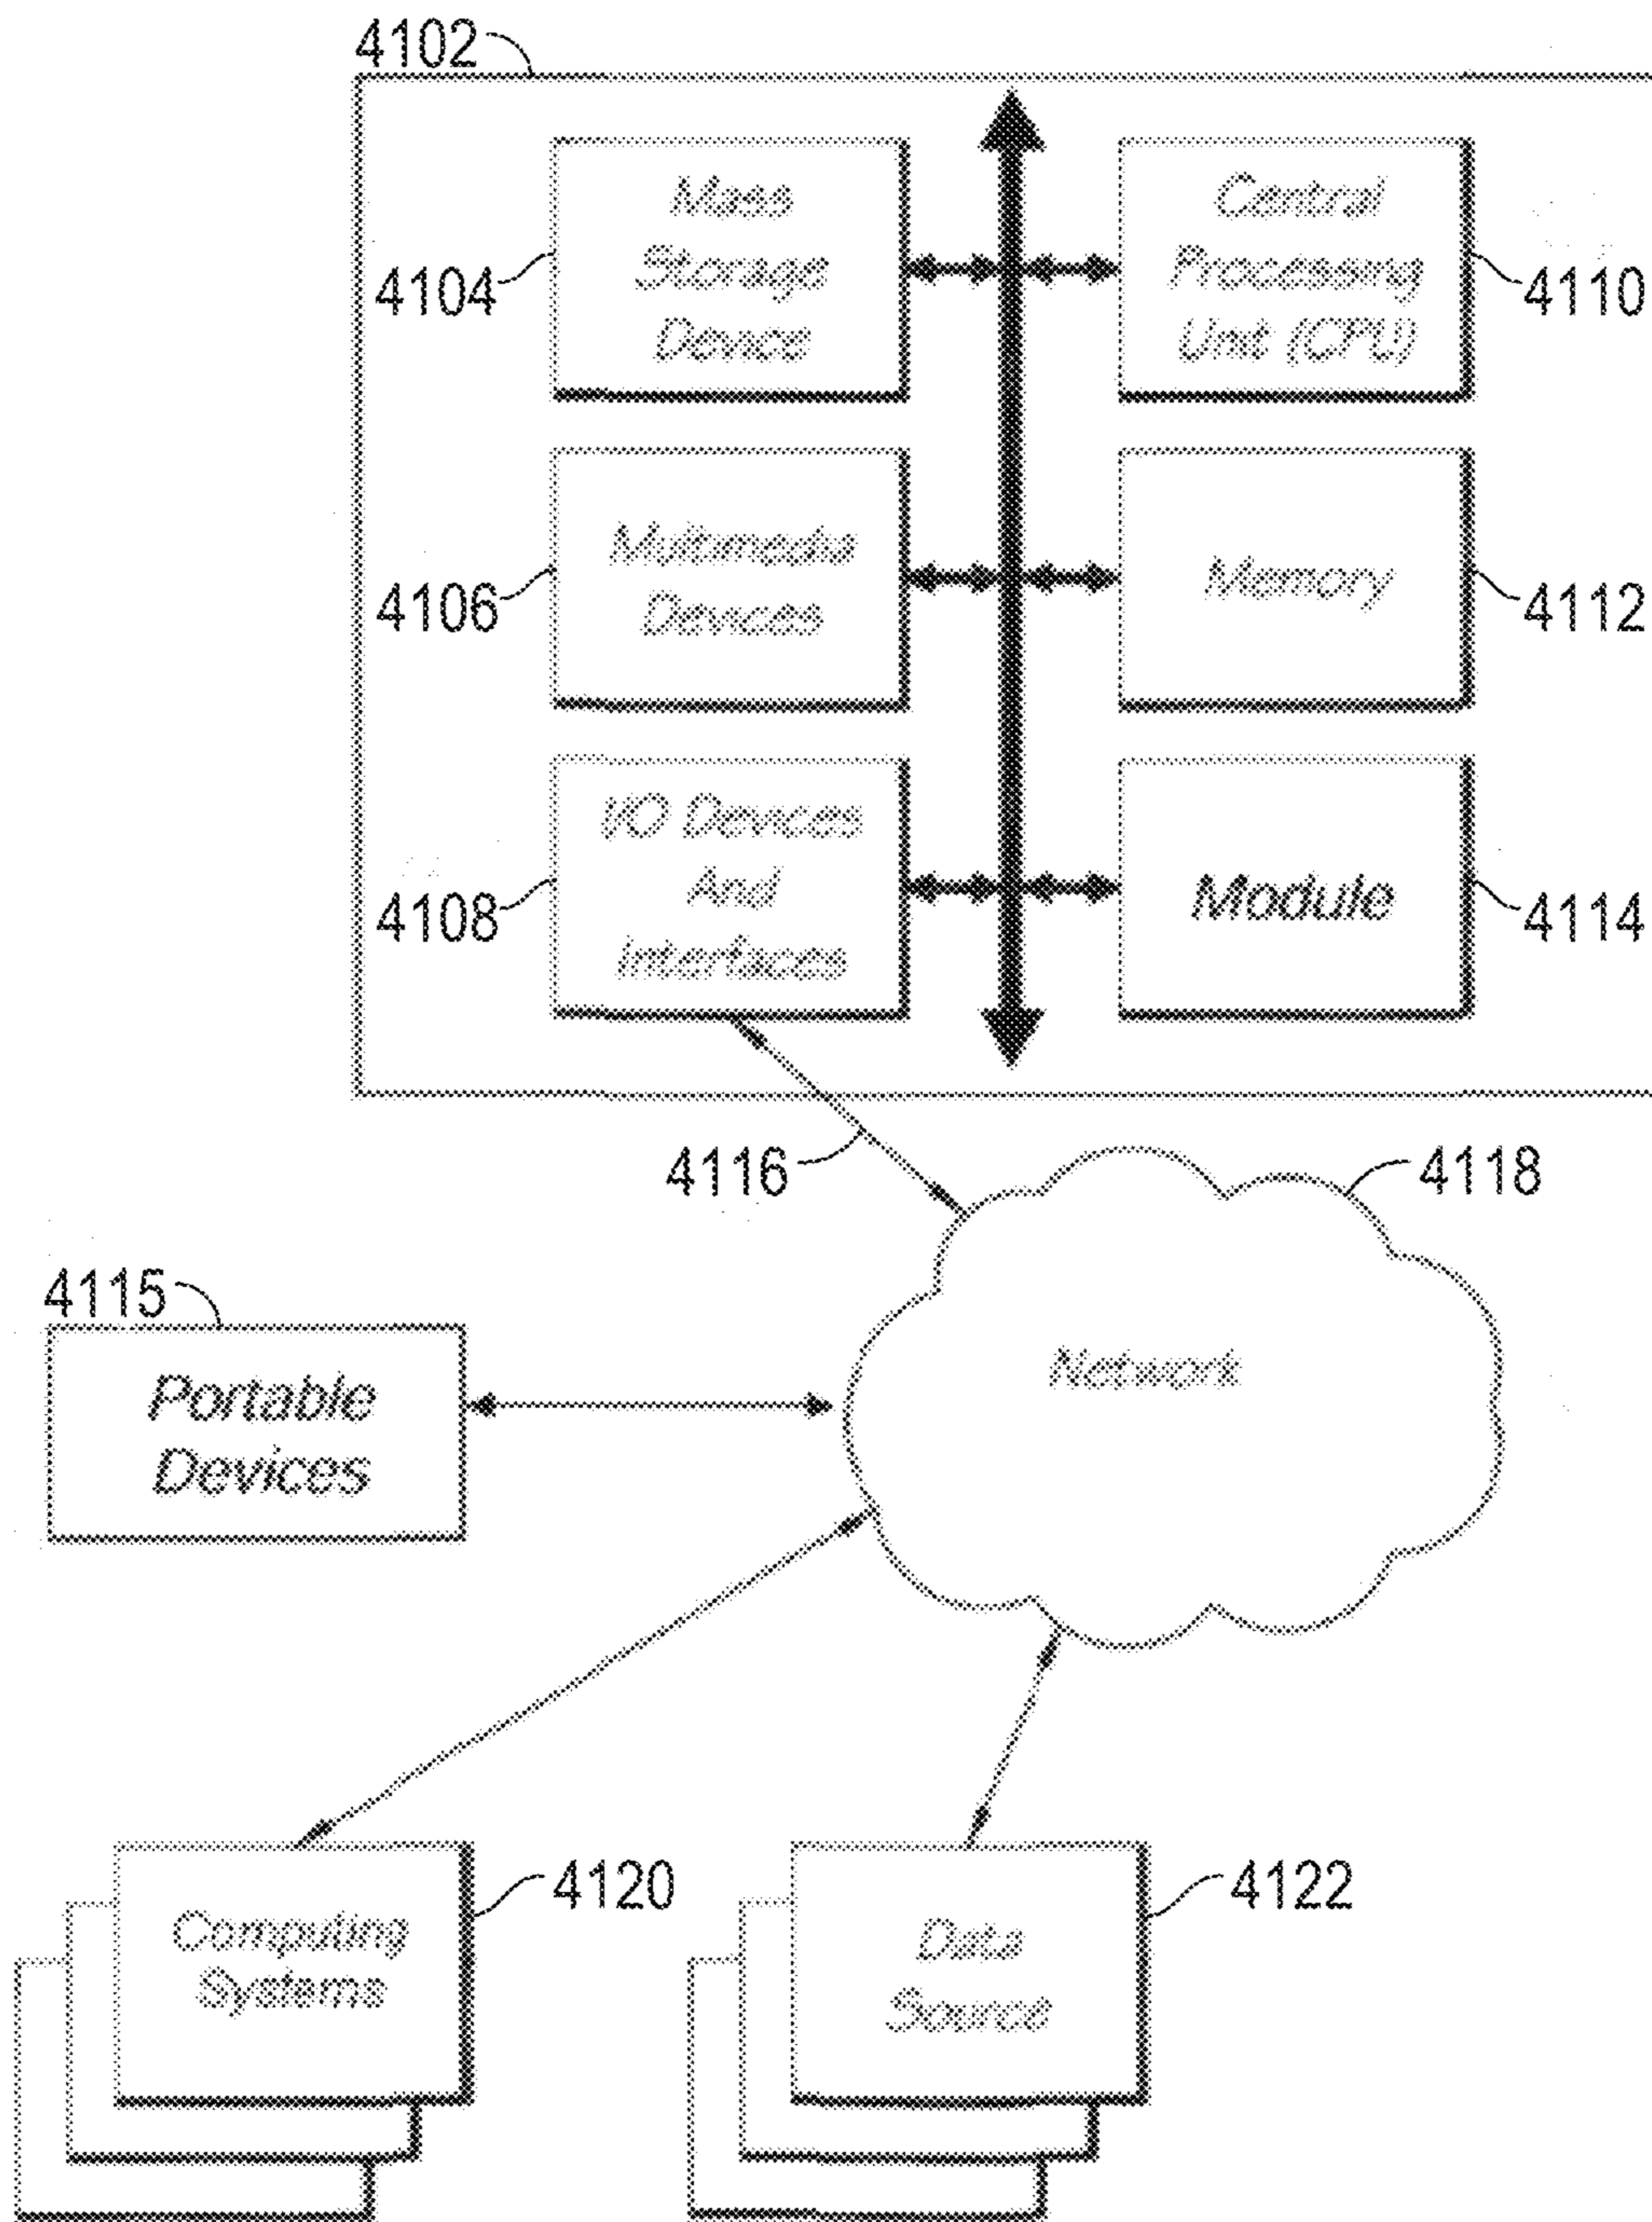 4102
Mass
Storage
Device
4104
Central
Processing
Unit (CPU)
4110
Multimedia
Devices
4106
Memory
4112
I/O Devices
And
Interfaces
4108
Module
4114
4116
4118
Network
4115
Portable
Devices
Computing
Systems
4120
Data
Source
4122